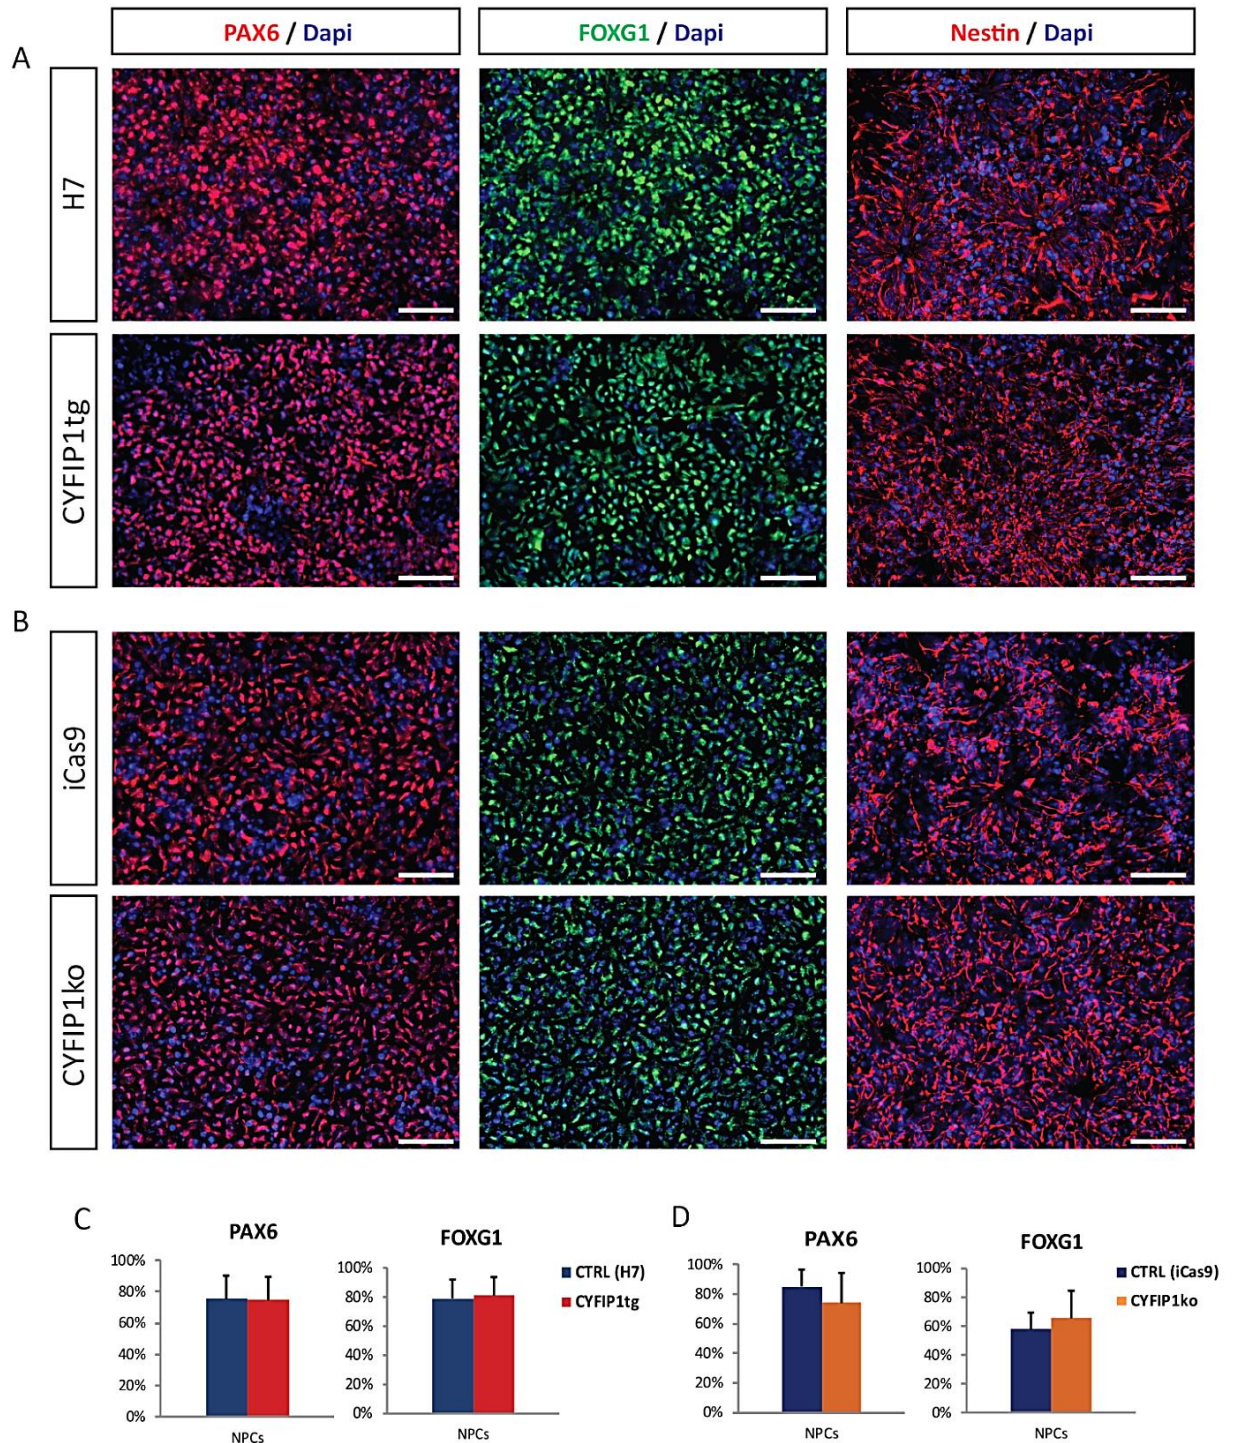 PAX6 / Dapi
FOXG1 / Dapi
Nestin / Dapi
A
H7
CYFIP1tg
B
iCas9
CYFIP1ko
C
PAX6
100%
80%
60%
40%
20%
0%
NPCs
FOXG1
100%
80%
60%
40%
20%
0%
NPCs
CTRL (H7)
CYFIP1tg
D
PAX6
100%
80%
60%
40%
20%
0%
NPCs
FOXG1
100%
80%
60%
40%
20%
0%
NPCs
CTRL (iCas9)
CYFIP1ko